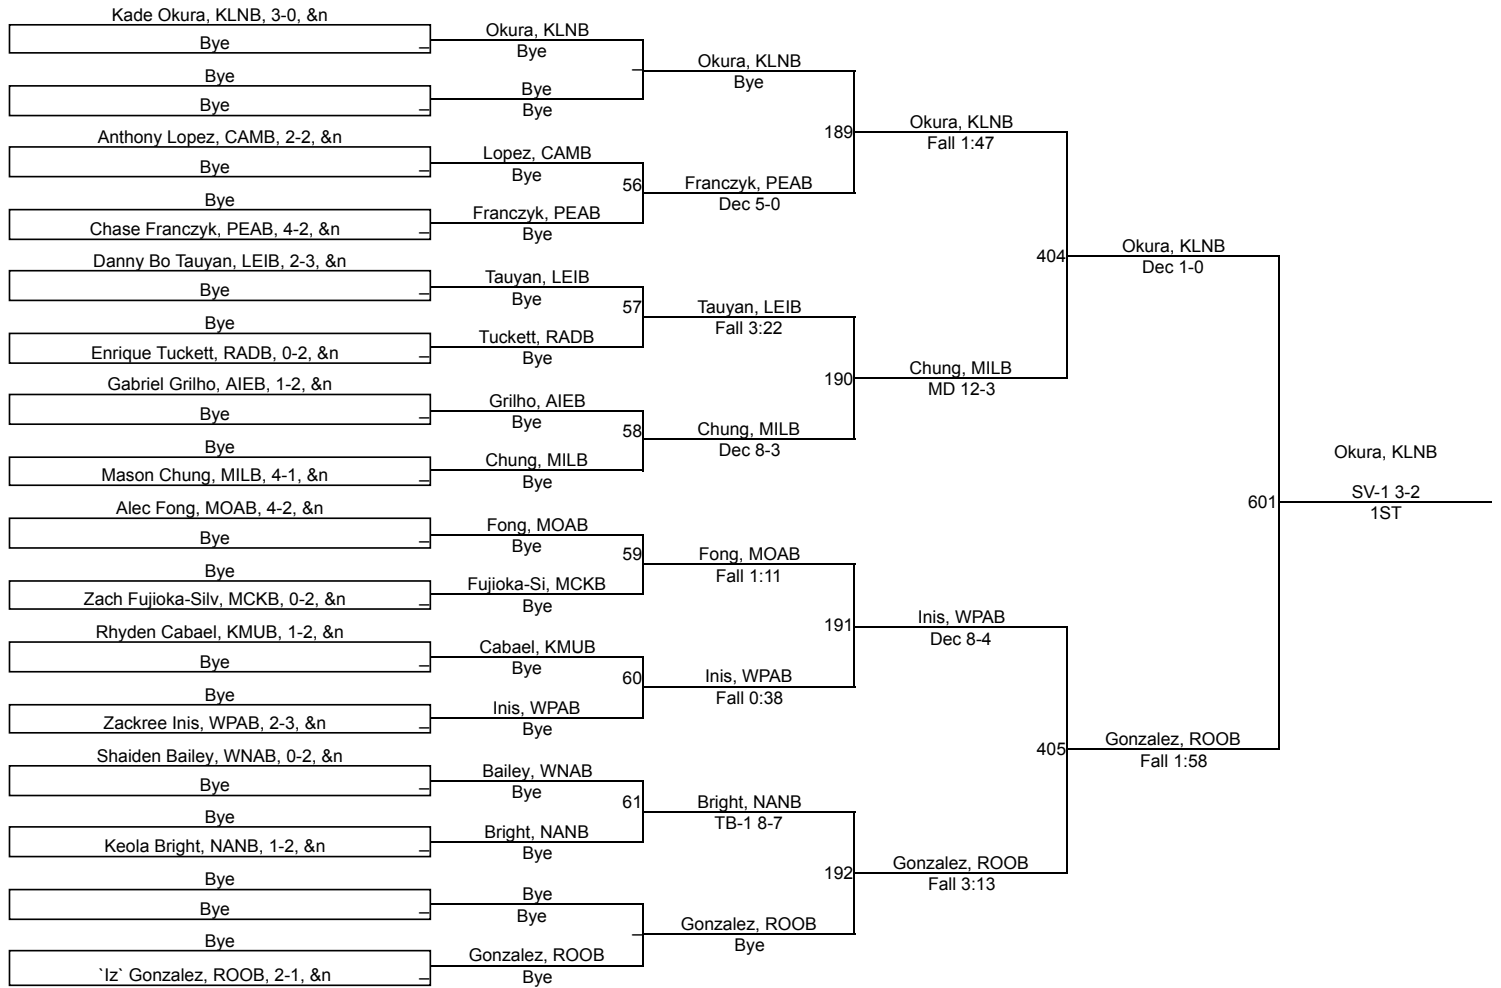 Kade Okura, KLNB, 3-0, &n
Bye
Bye
Bye
Anthony Lopez, CAMB, 2-2, &n
Bye
Bye
Chase Franczyk, PEAB, 4-2, &n
Danny Bo Tauyan, LEIB, 2-3, &n
Bye
Bye
Enrique Tuckett, RADB, 0-2, &n
Gabriel Grilho, AIEB, 1-2, &n
Bye
Bye
Mason Chung, MILB, 4-1, &n
Alec Fong, MOAB, 4-2, &n
Bye
Bye
Zach Fujioka-Silv, MCKB, 0-2, &n
Rhyden Cabael, KMUB, 1-2, &n
Bye
Bye
Zackree Inis, WPAB, 2-3, &n
Shaiden Bailey, WNAB, 0-2, &n
Bye
Bye
Keola Bright, NANB, 1-2, &n
Bye
Bye
Bye
`Iz` Gonzalez, ROOB, 2-1, &n
Okura, KLNB
Bye
Bye
Bye
Lopez, CAMB
Bye
56
Franczyk, PEAB
Bye
Tauyan, LEIB
Bye
57
Tuckett, RADB
Bye
Grilho, AIEB
Bye
58
Chung, MILB
Bye
Fong, MOAB
Bye
59
Fujioka-Si, MCKB
Bye
Cabael, KMUB
Bye
60
Inis, WPAB
Bye
Bailey, WNAB
Bye
61
Bright, NANB
Bye
Bye
Bye
Gonzalez, ROOB
Bye
Okura, KLNB
Bye
189
Franczyk, PEAB
Dec 5-0
Tauyan, LEIB
Fall 3:22
190
Chung, MILB
Dec 8-3
Fong, MOAB
Fall 1:11
191
Inis, WPAB
Fall 0:38
Bright, NANB
TB-1 8-7
192
Gonzalez, ROOB
Bye
Okura, KLNB
Fall 1:47
404
Chung, MILB
MD 12-3
Inis, WPAB
Dec 8-4
405
Gonzalez, ROOB
Fall 3:13
Okura, KLNB
Dec 1-0
601
Gonzalez, ROOB
Fall 1:58
Okura, KLNB
SV-1 3-2
1ST